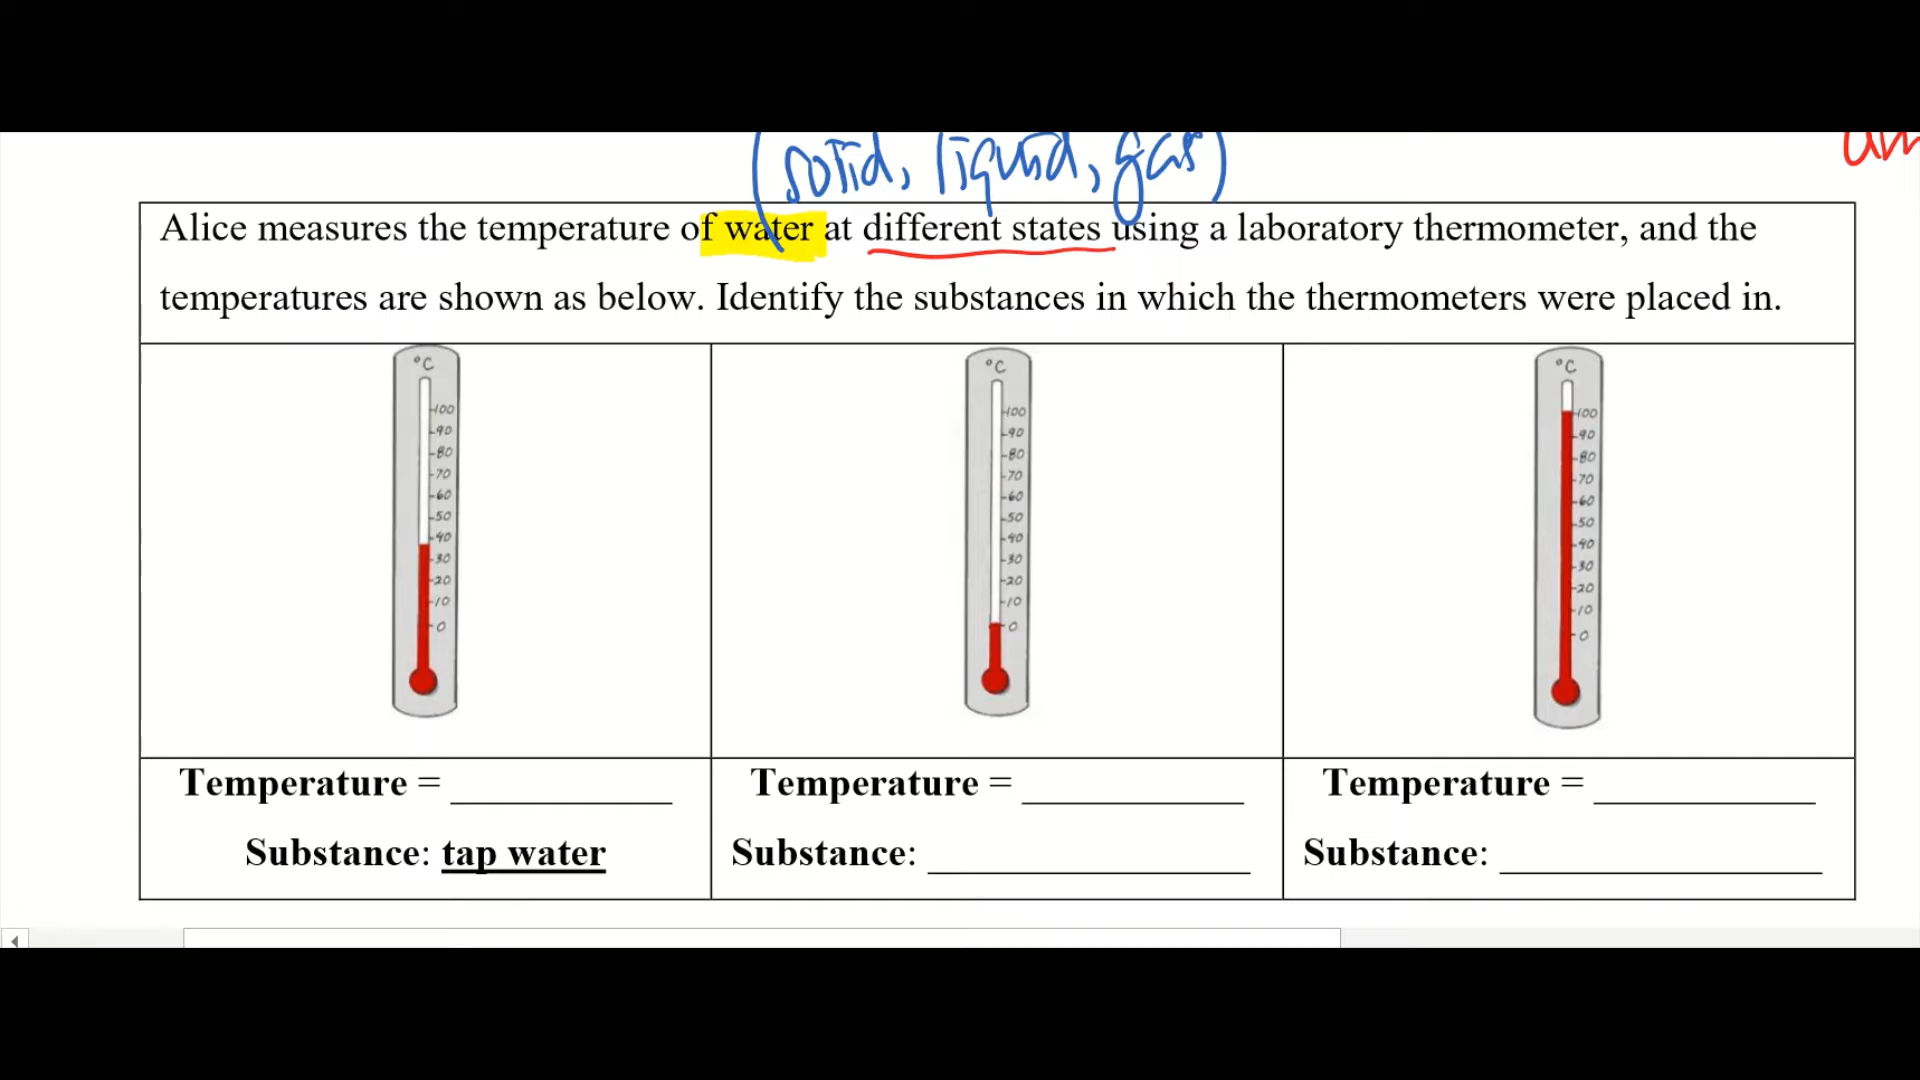 (solid, liquid, gas)
Alice measures the temperature of water at different states using a laboratory thermometer, and the
temperatures are shown as below. Identify the substances in which the thermometers were placed in.
°C
100
90
80
70
60
50
40
30
20
10
0
°C
100
90
80
70
60
50
40
30
20
10
0
°C
100
90
80
70
60
50
40
30
20
10
0
Temperature = ___________
Substance: tap water
Temperature = ___________
Substance: ________________
Temperature = ___________
Substance: ________________